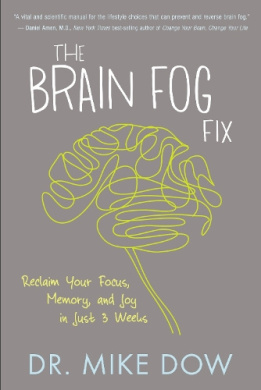 "A vital and scientific manual for the lifestyle choices that can prevent and reverse brain fog."
— Daniel Amen, M.D., New York Times best-selling author of Change Your Brain, Change Your Life
THE
BRAIN FOG
FIX
Reclaim Your Focus,
Memory, and Joy
in Just 3 Weeks
DR. MIKE DOW